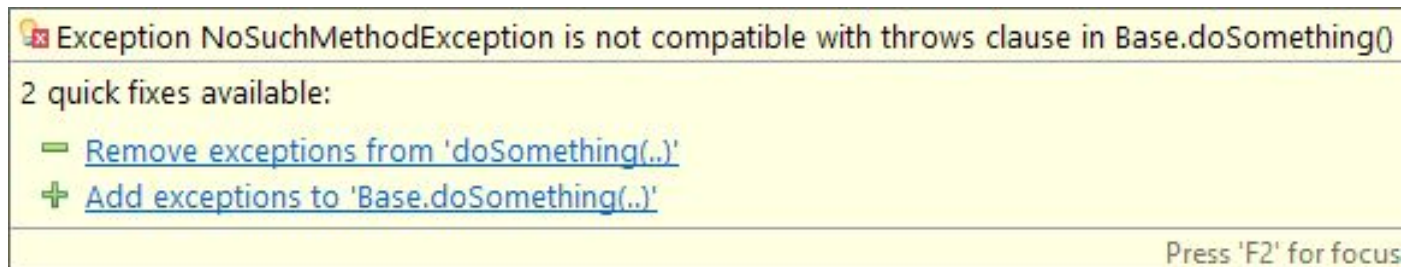 Exception NoSuchMethodException is not compatible with throws clause in Base.doSomething()
2 quick fixes available:
Remove exceptions from 'doSomething(..)'
Add exceptions to 'Base.doSomething(..)'
Press 'F2' for focus